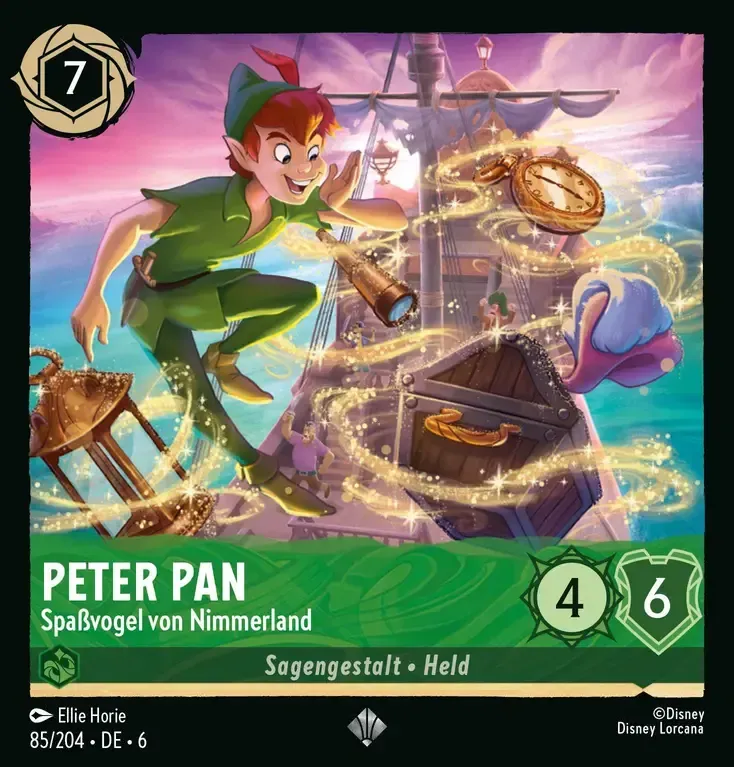 7
PETER PAN
Spaßvogel von Nimmerland
4
6
Sagengestalt • Held
Ellie Horie
©Disney
85/204 • DE • 6
Disney Lorcana